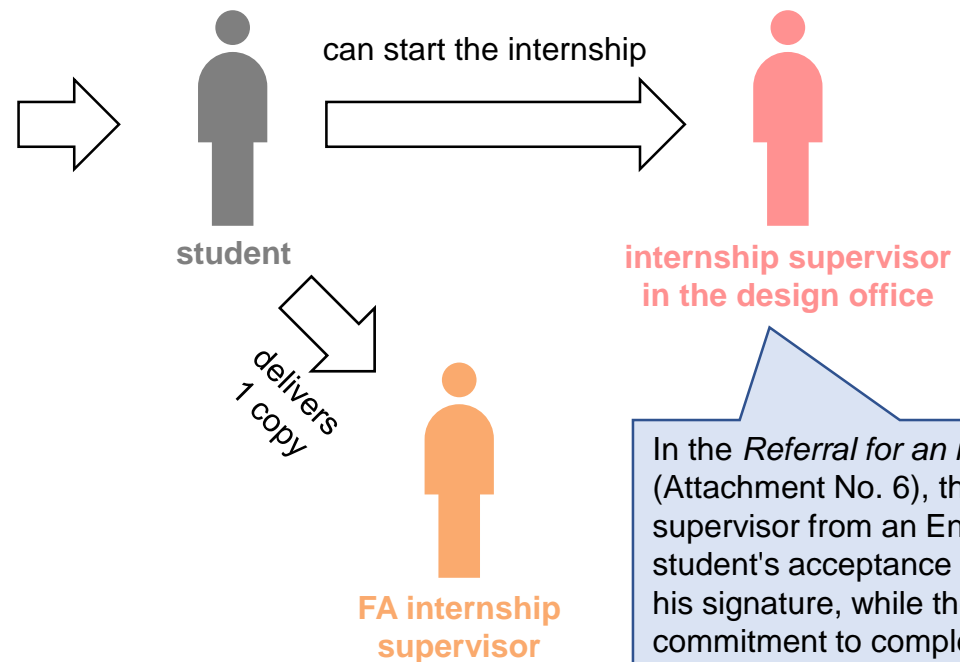 can start the internship
student
internship supervisor
in the design office
delivers
1 copy
FA internship
supervisor
In the Referral for an
(Attachment No. 6), th
supervisor from an En
student's acceptance
his signature, while th
commitment to comple